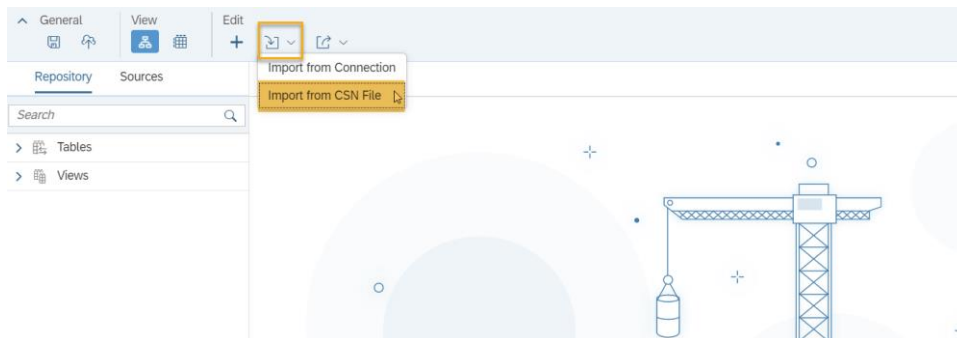 General View Edit
Import from Connection
Import from CSN File
Repository Sources
Search
Tables
Views